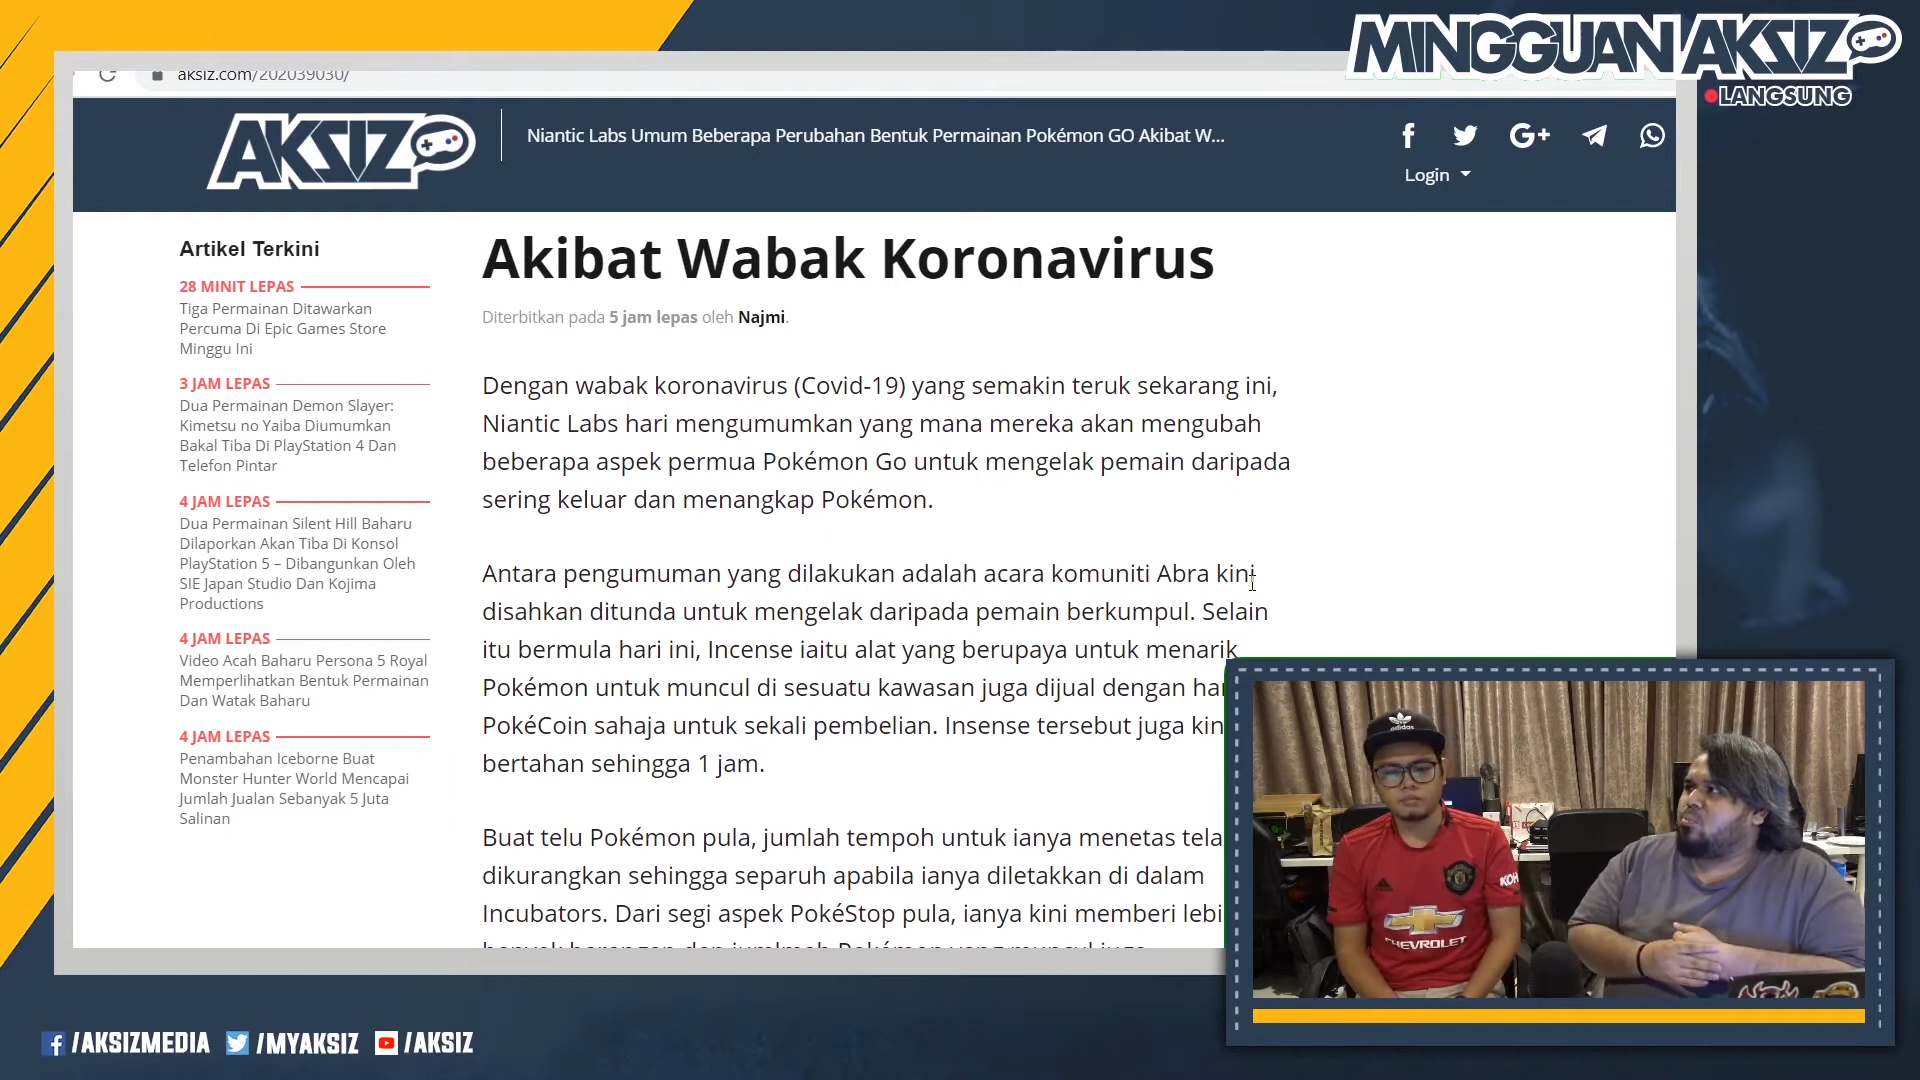 MINGGUAN AKSIZ
LANGSUNG
aksiz.com/202039030/
AKSIZ
Niantic Labs Umum Beberapa Perubahan Bentuk Permainan Pokémon GO Akibat W...
Login
Artikel Terkini
28 MINIT LEPAS
Tiga Permainan Ditawarkan
Percuma Di Epic Games Store
Minggu Ini
3 JAM LEPAS
Dua Permainan Demon Slayer:
Kimetsu no Yaiba Diumumkan
Bakal Tiba Di PlayStation 4 Dan
Telefon Pintar
4 JAM LEPAS
Dua Permainan Silent Hill Baharu
Dilaporkan Akan Tiba Di Konsol
PlayStation 5 – Dibangunkan Oleh
SIE Japan Studio Dan Kojima
Productions
4 JAM LEPAS
Video Acah Baharu Persona 5 Royal
Memperlihatkan Bentuk Permainan
Dan Watak Baharu
4 JAM LEPAS
Penambahan Iceborne Buat
Monster Hunter World Mencapai
Jumlah Jualan Sebanyak 5 Juta
Salinan
Akibat Wabak Koronavirus
Diterbitkan pada 5 jam lepas oleh Najmi.
Dengan wabak koronavirus (Covid-19) yang semakin teruk sekarang ini,
Niantic Labs hari mengumumkan yang mana mereka akan mengubah
beberapa aspek permua Pokémon Go untuk mengelak pemain daripada
sering keluar dan menangkap Pokémon.
Antara pengumuman yang dilakukan adalah acara komuniti Abra kini
disahkan ditunda untuk mengelak daripada pemain berkumpul. Selain
itu bermula hari ini, Incense iaitu alat yang berupaya untuk menarik
Pokémon untuk muncul di sesuatu kawasan juga dijual dengan
PokéCoin sahaja untuk sekali pembelian. Insense tersebut juga
bertahan sehingga 1 jam.
Buat telu Pokémon pula, jumlah tempoh untuk ianya menetas
dikurangkan sehingga separuh apabila ianya diletakkan di dalam
Incubators. Dari segi aspek PokéStop pula, ianya kini memberi
adidas
CHEVROLET
/AKSIZMEDIA /MYAKSIZ /AKSIZ